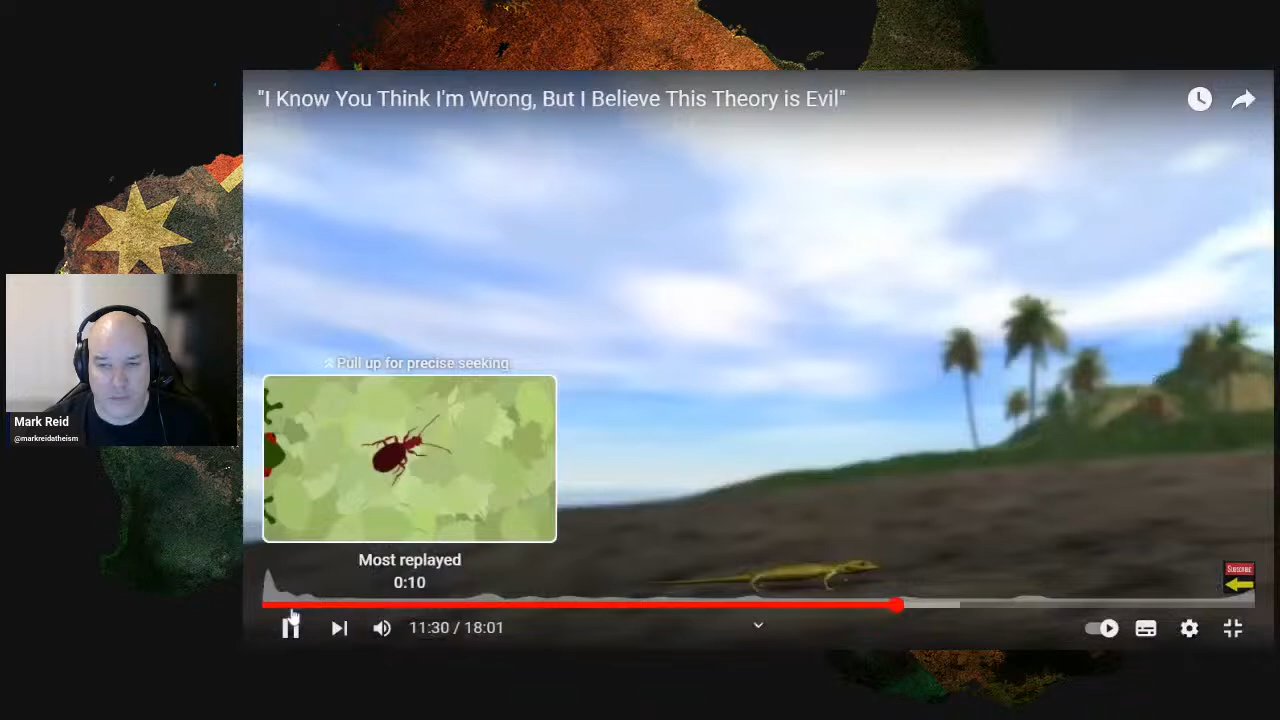 "I Know You Think I'm Wrong, But I Believe This Theory is Evil"
Pull up for precise seeking
Mark Reid
@markreidatheism
Most replayed
0:10
SUBSCRIBE
11:30 / 18:01